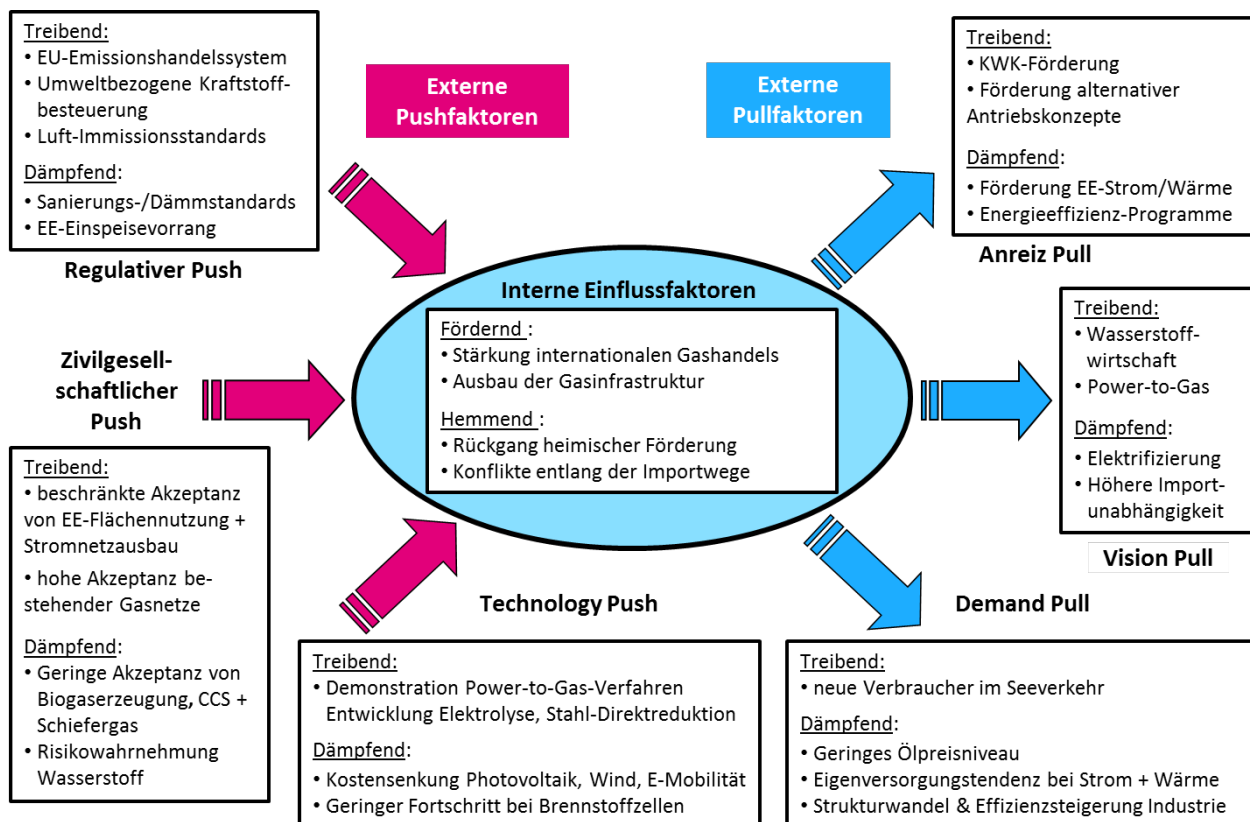 Treibend:
• EU-Emissionshandelssystem
• Umweltbezogene Kraftstoff-
besteuerung
• Luft-Immissionsstandards
Dämpfend:
• Sanierungs-/Dämmstandards
• EE-Einspeisevorrang
Regulativer Push
Externe
Pushfaktoren
Externe
Pullfaktoren
Treibend:
• KWK-Förderung
• Förderung alternativer
Antriebskonzepte
Dämpfend:
• Förderung EE-Strom/Wärme
• Energieeffizienz-Programme
Anreiz Pull
Interne Einflussfaktoren
Fördernd :
• Stärkung internationalen Gashandels
• Ausbau der Gasinfrastruktur
Hemmend :
• Rückgang heimischer Förderung
• Konflikte entlang der Importwege
Zivilgesell-
schaftlicher
Push
Treibend:
• beschränkte Akzeptanz
von EE-Flächennutzung +
Stromnetzausbau
• hohe Akzeptanz be-
stehender Gasnetze
Dämpfend:
• Geringe Akzeptanz von
Biogaserzeugung, CCS +
Schiefergas
• Risikowahrnehmung
Wasserstoff
Treibend:
• Wasserstoff-
wirtschaft
• Power-to-Gas
Dämpfend:
• Elektrifizierung
• Höhere Import-
unabhängigkeit
Vision Pull
Technology Push
Treibend:
• Demonstration Power-to-Gas-Verfahren
Entwicklung Elektrolyse, Stahl-Direktreduktion
Dämpfend:
• Kostensenkung Photovoltaik, Wind, E-Mobilität
• Geringer Fortschritt bei Brennstoffzellen
Demand Pull
Treibend:
• neue Verbraucher im Seeverkehr
Dämpfend:
• Geringes Ölpreisniveau
• Eigenversorgungstendenz bei Strom + Wärme
• Strukturwandel & Effizienzsteigerung Industrie